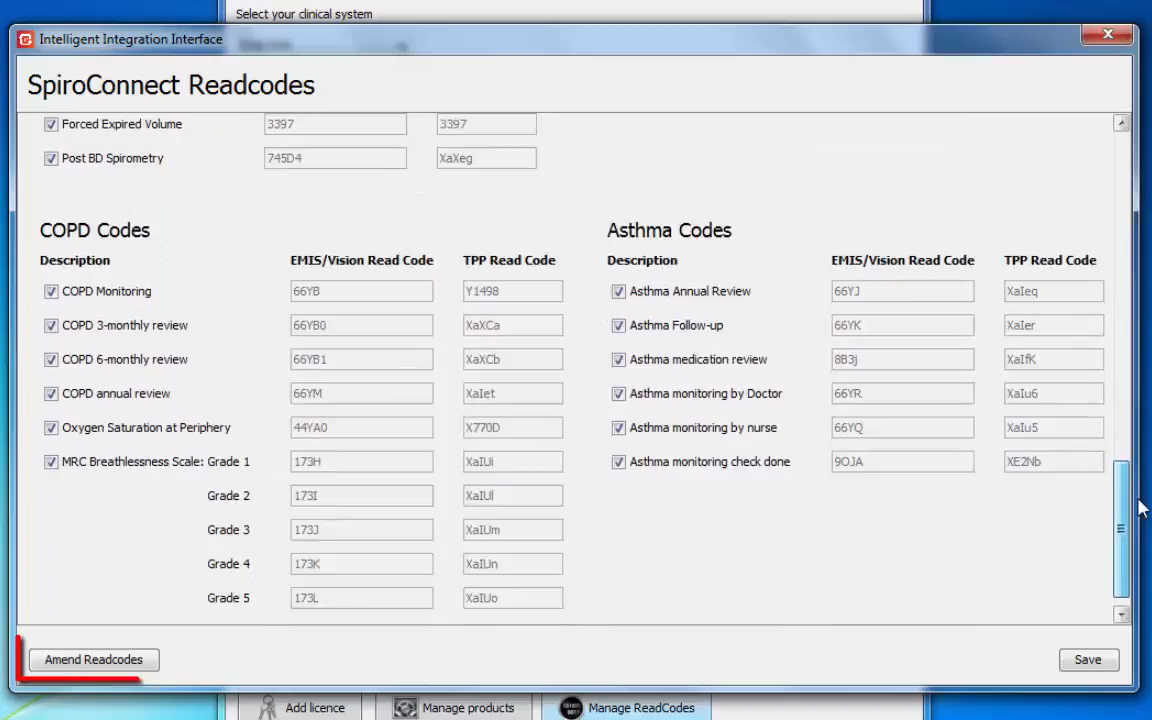 Select your clinical system
Intelligent Integration Interface
SpiroConnect Readcodes
Forced Expired Volume 3397 3397
Post BD Spirometry 745D4 XaXeg
COPD Codes
Description EMIS/Vision Read Code TPP Read Code
COPD Monitoring 66YB Y1498
COPD 3-monthly review 66YB0 XaXCa
COPD 6-monthly review 66YB1 XaXCb
COPD annual review 66YM XaIet
Oxygen Saturation at Periphery 44YA0 X770D
MRC Breathlessness Scale: Grade 1 173H XaIUi
Grade 2 173I XaIUl
Grade 3 173J XaIUm
Grade 4 173K XaIUn
Grade 5 173L XaIUo
Asthma Codes
Description EMIS/Vision Read Code TPP Read Code
Asthma Annual Review 66YJ XaIeq
Asthma Follow-up 66YK XaIer
Asthma medication review 8B3j XaIfK
Asthma monitoring by Doctor 66YR XaIu6
Asthma monitoring by nurse 66YQ XaIu5
Asthma monitoring check done 9OJA XE2Nb
Amend Readcodes Save
Add licence Manage products Manage ReadCodes